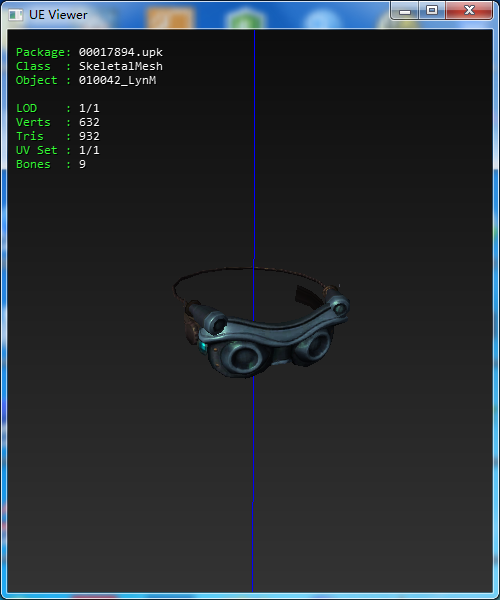 UE Viewer
Package: 00017894.upk
Class : SkeletalMesh
Object : 010042_LynM
LOD : 1/1
Verts : 632
Tris : 932
UV Set : 1/1
Bones : 9